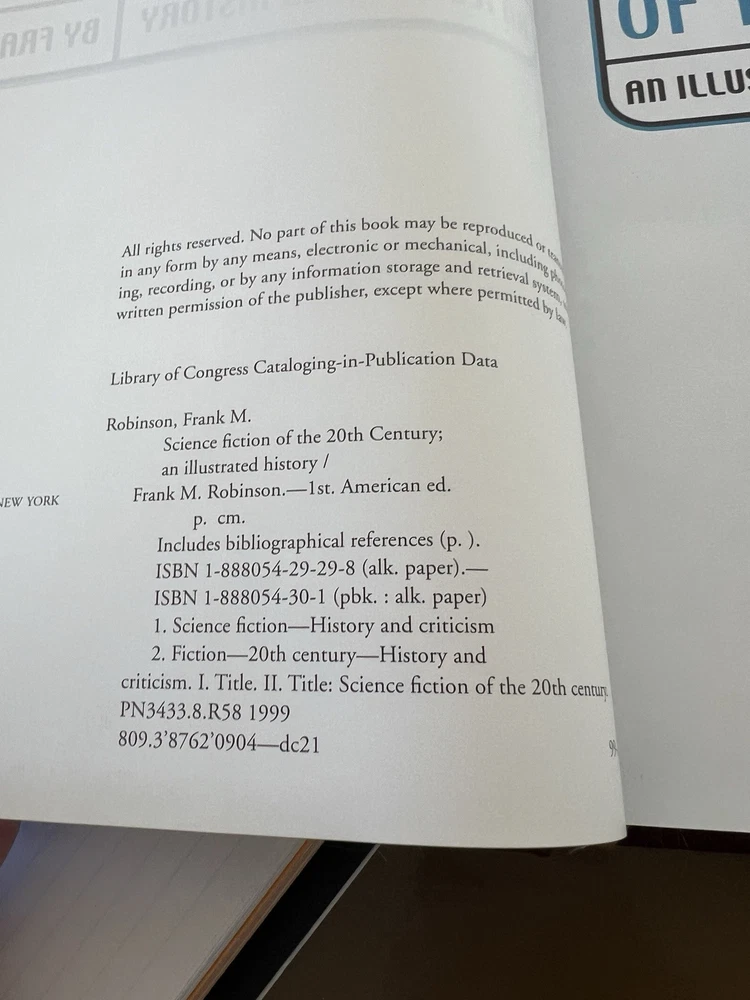 All rights reserved. No part of this book may be reproduced or
in any form by any means, electronic or mechanical, including
ing, recording, or by any information storage and retrieval system,
written permission of the publisher, except where permitted by law
Library of Congress Cataloging-in-Publication Data
Robinson, Frank M.
Science fiction of the 20th Century;
an illustrated history /
Frank M. Robinson.—1st. American ed.
p. cm.
Includes bibliographical references (p. ).
ISBN 1-888054-29-29-8 (alk. paper).—
ISBN 1-888054-30-1 (pbk. : alk. paper)
1. Science fiction—History and criticism
2. Fiction—20th century—History and
criticism. I. Title. II. Title: Science fiction of the 20th century.
PN3433.8.R58 1999
809.3'8762'0904—dc21
NEW YORK
OF
AN ILLUS